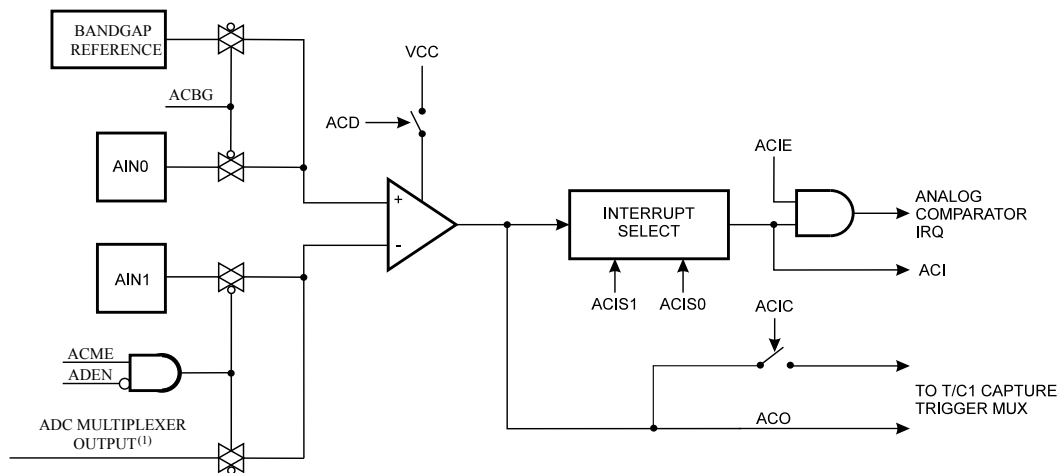 BANDGAP
REFERENCE
ACBG
AIN0
AIN1
ACME
ADEN
ADC MULTIPLEXER
OUTPUT(1)
VCC
ACD
+
-
INTERRUPT
SELECT
ACIS1
ACIS0
ACIE
ANALOG
COMPARATOR
IRQ
ACI
ACIC
TO T/C1 CAPTURE
TRIGGER MUX
ACO